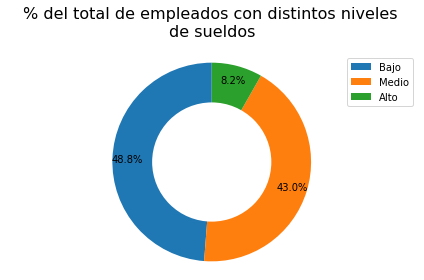 % del total de empleados con distintos niveles
de sueldos
Bajo
Medio
Alto
8.2%
48.8%
43.0%